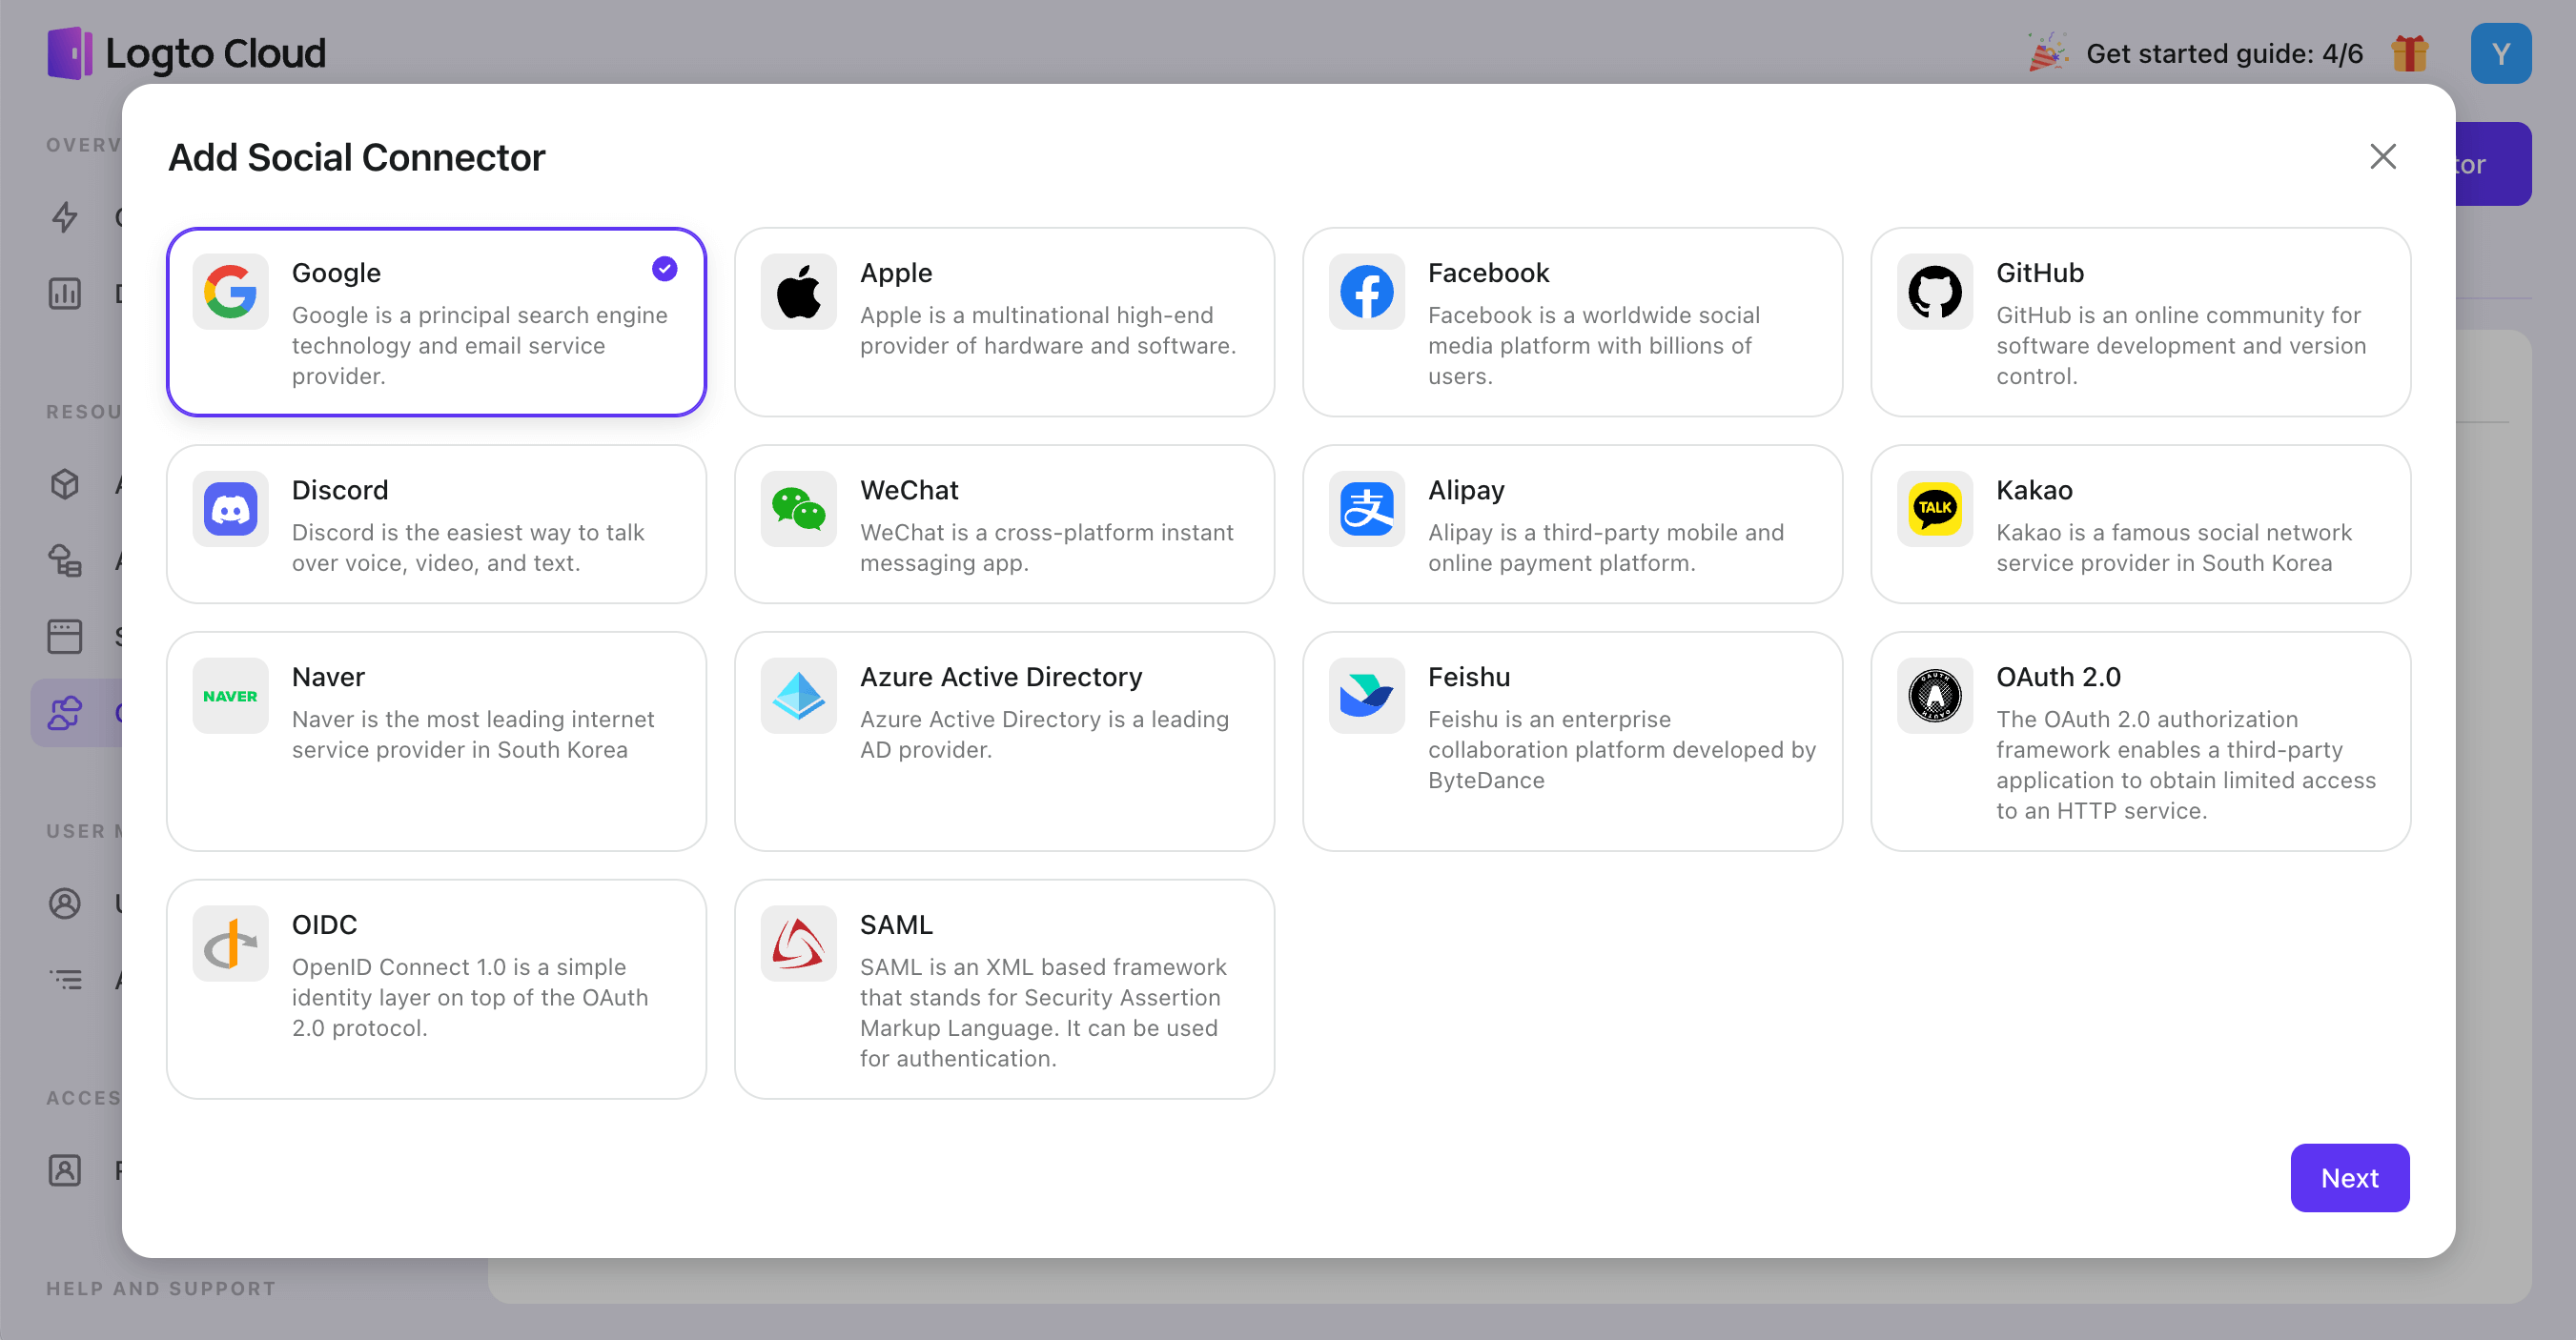 Logto Cloud
Get started guide: 4/6
Y
OVERV
Add Social Connector
tor
Google
Google is a principal search engine
technology and email service
provider.
Apple
Apple is a multinational high-end
provider of hardware and software.
Facebook
Facebook is a worldwide social
media platform with billions of
users.
GitHub
GitHub is an online community for
software development and version
control.
RESOU
Discord
Discord is the easiest way to talk
over voice, video, and text.
WeChat
WeChat is a cross-platform instant
messaging app.
支
Alipay
Alipay is a third-party mobile and
online payment platform.
TALK
Kakao
Kakao is a famous social network
service provider in South Korea
NAVER
Naver
Naver is the most leading internet
service provider in South Korea
Azure Active Directory
Azure Active Directory is a leading
AD provider.
Feishu
Feishu is an enterprise
collaboration platform developed by
ByteDance
OAUTH
A
OAUTH
OAuth 2.0
The OAuth 2.0 authorization
framework enables a third-party
application to obtain limited access
to an HTTP service.
USER M
OIDC
OpenID Connect 1.0 is a simple
identity layer on top of the OAuth
2.0 protocol.
SAML
SAML is an XML based framework
that stands for Security Assertion
Markup Language. It can be used
for authentication.
ACCES
Next
HELP AND SUPPORT